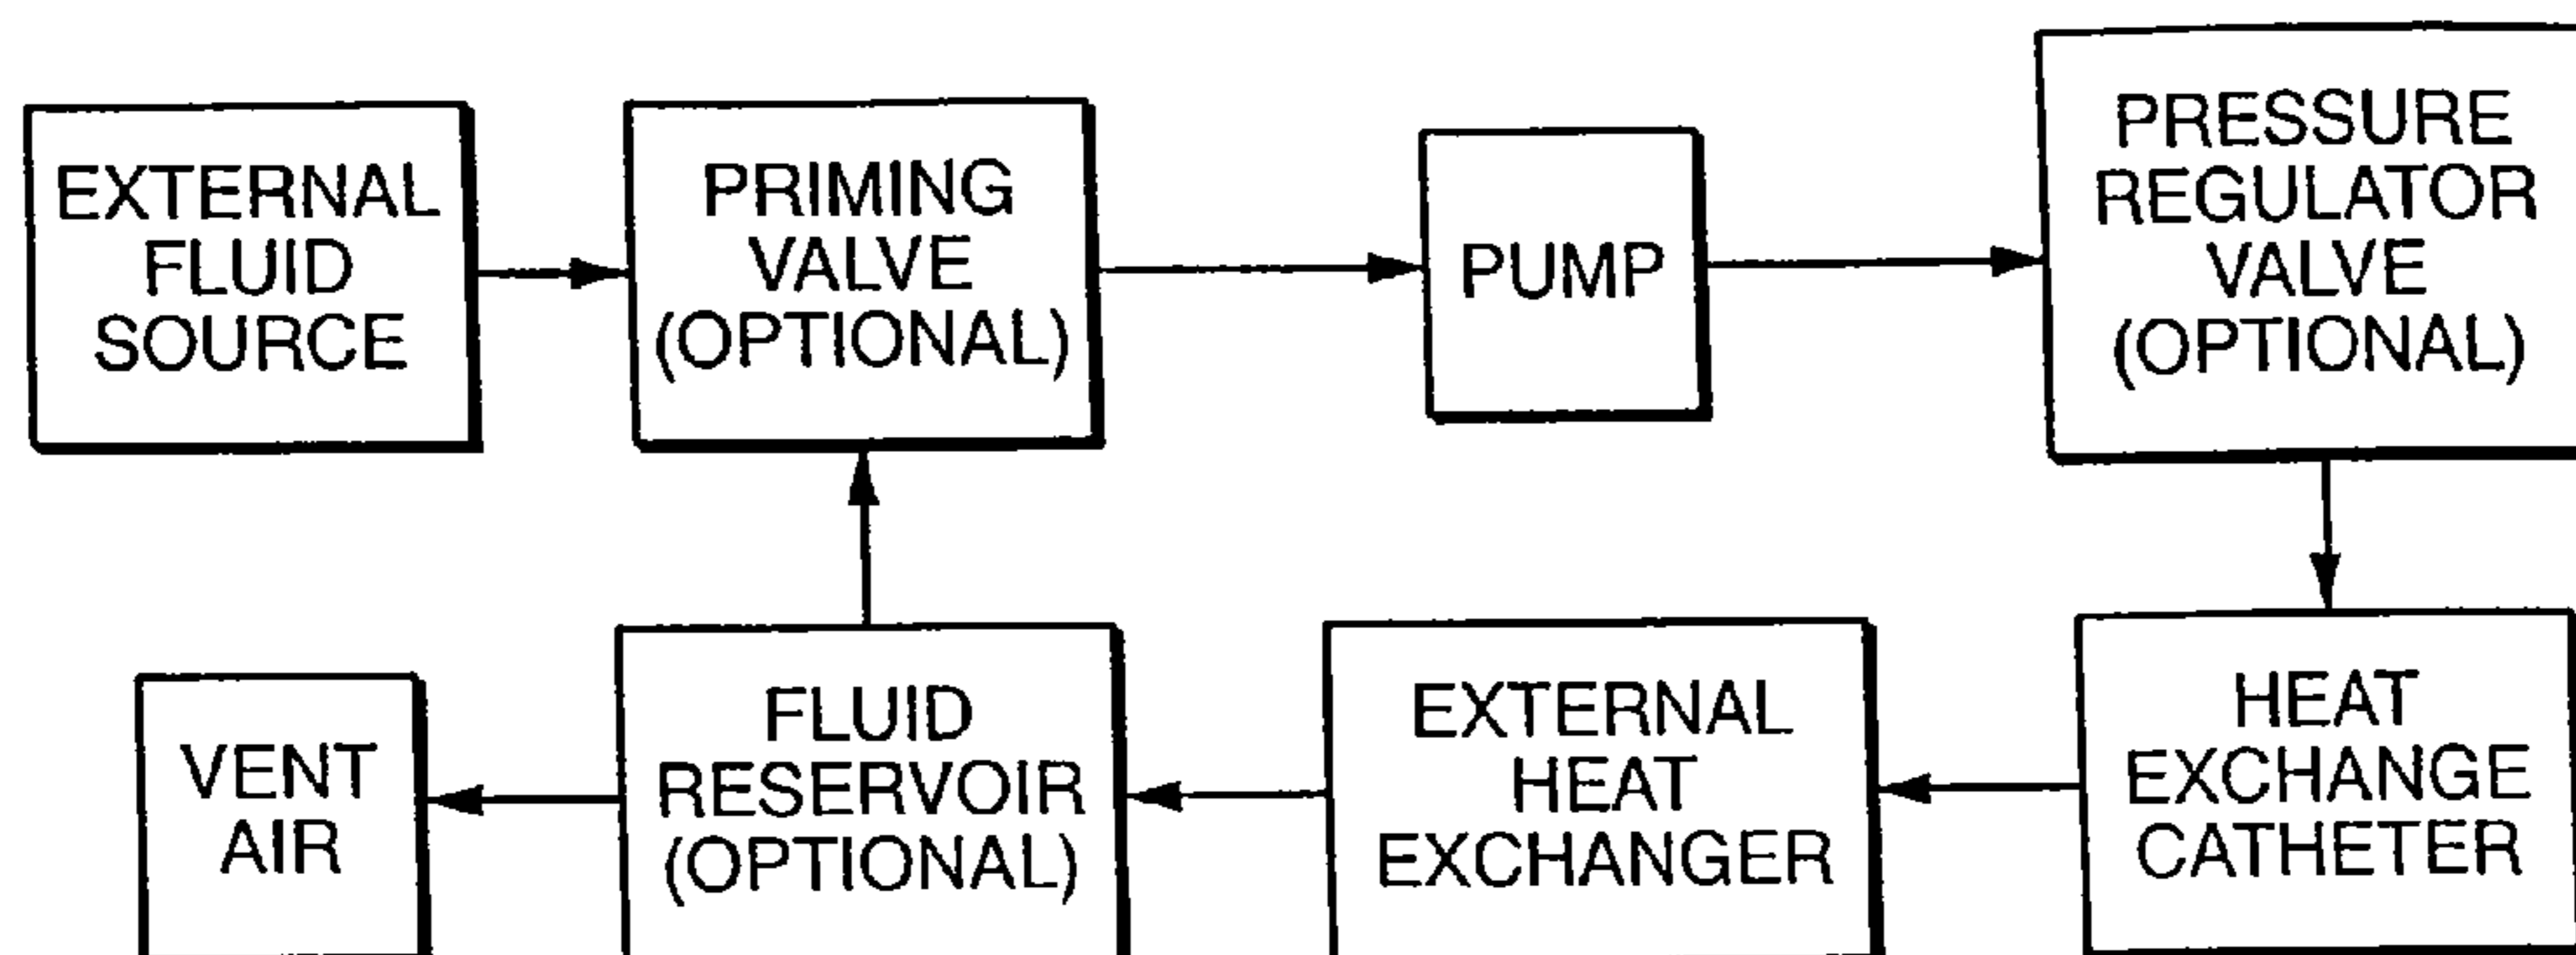 EXTERNAL
FLUID
SOURCE
PRIMING
VALVE
(OPTIONAL)
PUMP
PRESSURE
REGULATOR
VALVE
(OPTIONAL)
VENT
AIR
FLUID
RESERVOIR
(OPTIONAL)
EXTERNAL
HEAT
EXCHANGER
HEAT
EXCHANGE
CATHETER